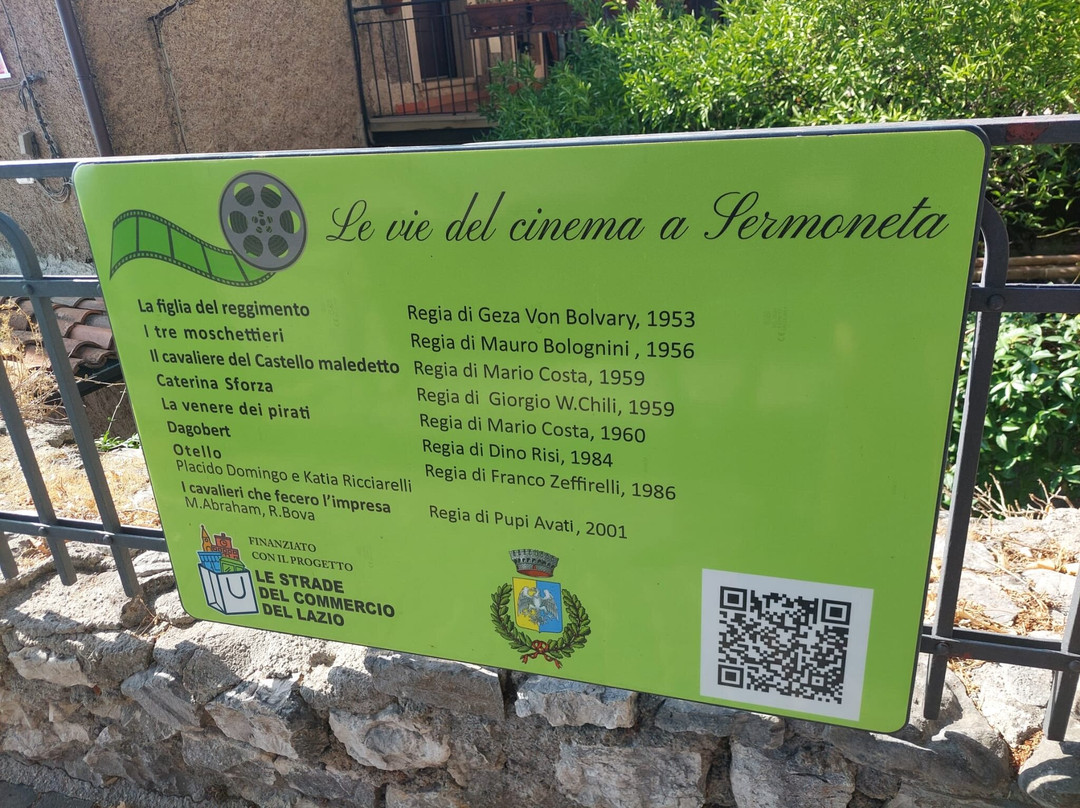 Le vie del cinema a Sermoneta
La figlia del reggimento Regia di Geza Von Bolvary, 1953
I tre moschettieri Regia di Mauro Bolognini , 1956
Il cavaliere del Castello maledetto Regia di Mario Costa, 1959
Caterina Sforza Regia di Giorgio W.Chili, 1959
La venere dei pirati Regia di Mario Costa, 1960
Dagobert Regia di Dino Risi, 1984
Otello Regia di Franco Zeffirelli, 1986
Placido Domingo e Katia Ricciarelli
I cavalieri che fecero l'impresa Regia di Pupi Avati, 2001
M.Abraham, R.Bova
FINANZIATO
CON IL PROGETTO
LE STRADE
DEL COMMERCIO
DEL LAZIO